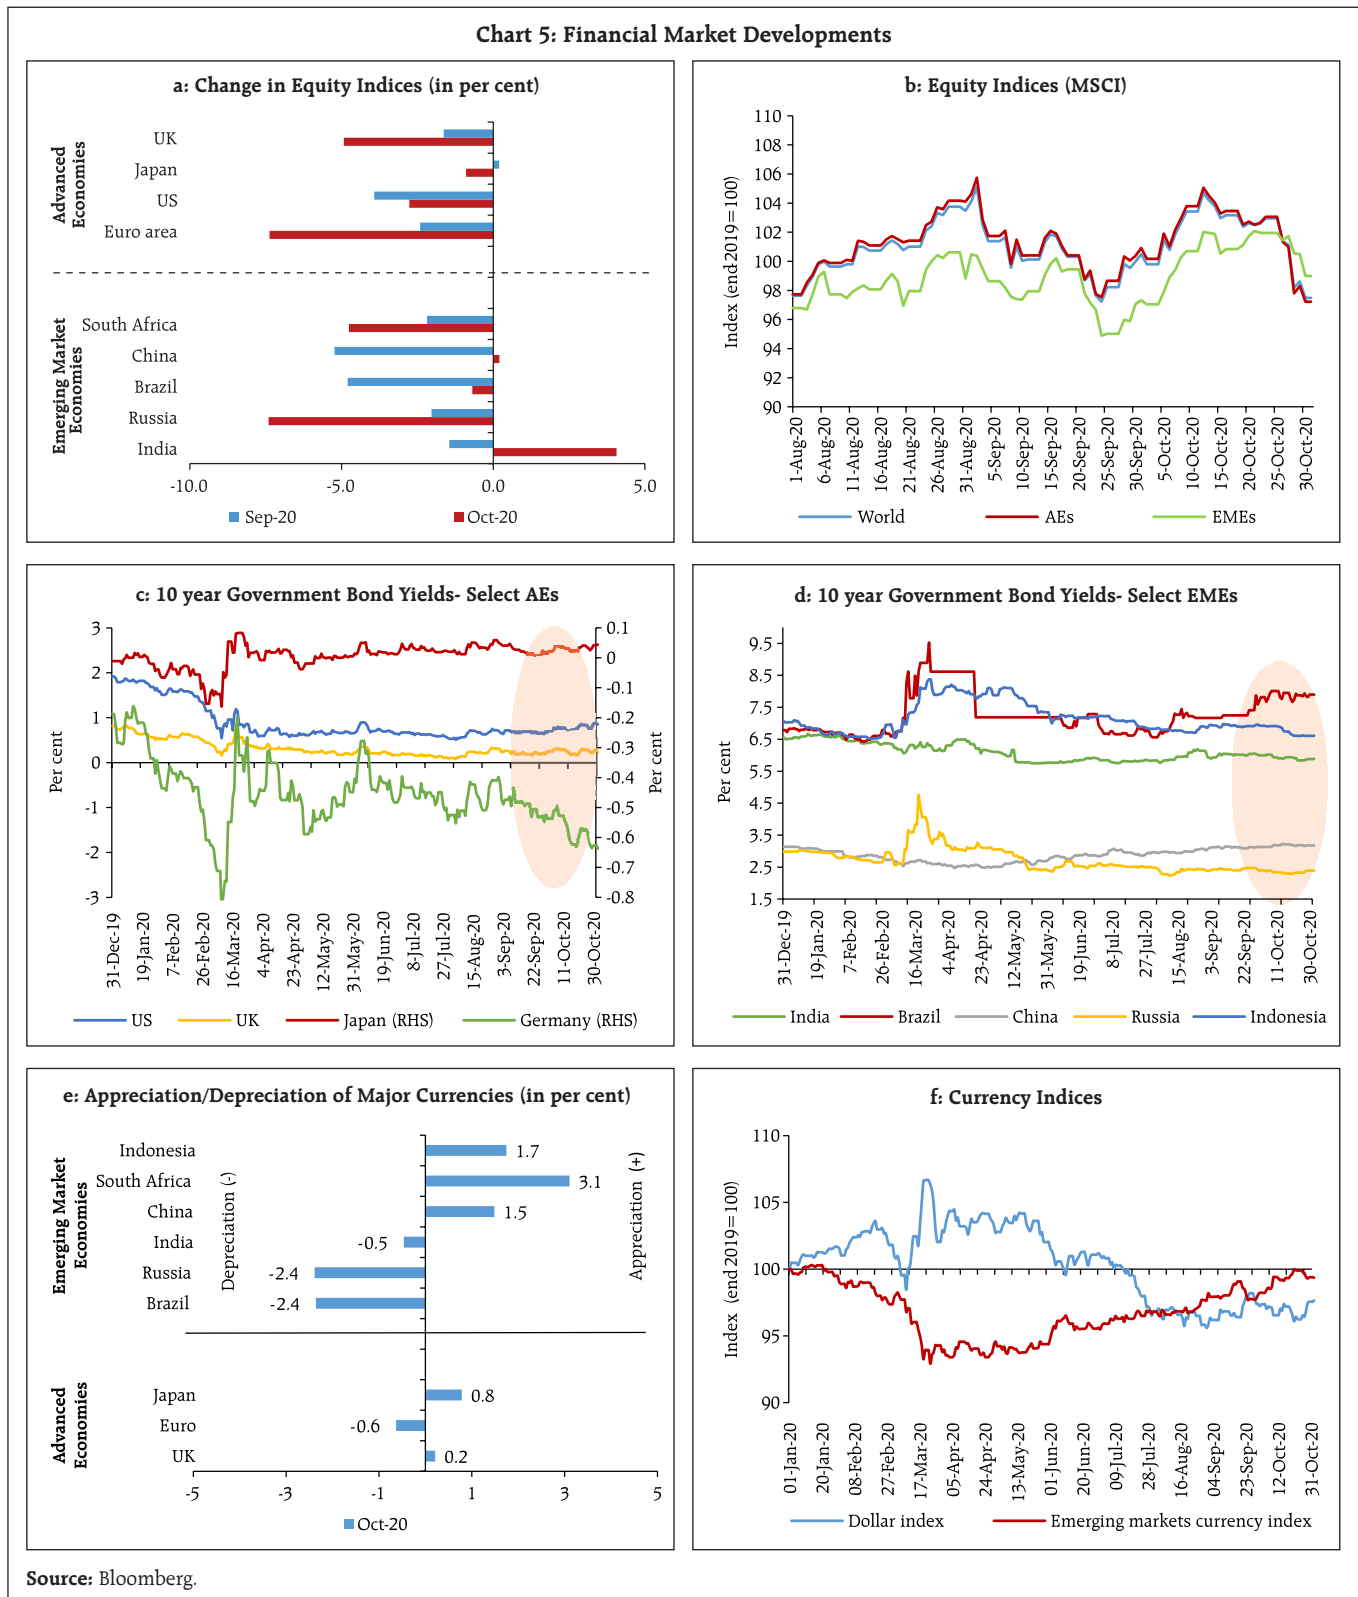 Chart 5: Financial Market Developments
a: Change in Equity Indices (in per cent)
Advanced Economies
UK
Japan
US
Euro area
Emerging Market Economies
South Africa
China
Brazil
Russia
India
-10.0 -5.0 0.0 5.0
Sep-20 Oct-20
b: Equity Indices (MSCI)
Index (end 2019=100)
110
108
106
104
102
100
98
96
94
92
90
1-Aug-20 6-Aug-20 11-Aug-20 16-Aug-20 21-Aug-20 26-Aug-20 31-Aug-20 5-Sep-20 10-Sep-20 15-Sep-20 20-Sep-20 25-Sep-20 30-Sep-20 5-Oct-20 10-Oct-20 15-Oct-20 20-Oct-20 25-Oct-20 30-Oct-20
World AEs EMEs
c: 10 year Government Bond Yields- Select AEs
Per cent
3
2
1
0
-1
-2
-3
0.1
0
-0.1
-0.2
-0.3
-0.4
-0.5
-0.6
-0.7
-0.8
Per cent
31-Dec-19 19-Jan-20 7-Feb-20 26-Feb-20 16-Mar-20 4-Apr-20 23-Apr-20 12-May-20 31-May-20 19-Jun-20 8-Jul-20 27-Jul-20 15-Aug-20 3-Sep-20 22-Sep-20 11-Oct-20 30-Oct-20
US UK Japan (RHS) Germany (RHS)
d: 10 year Government Bond Yields- Select EMEs
Per cent
9.5
8.5
7.5
6.5
5.5
4.5
3.5
2.5
1.5
31-Dec-19 19-Jan-20 7-Feb-20 26-Feb-20 16-Mar-20 4-Apr-20 23-Apr-20 12-May-20 31-May-20 19-Jun-20 8-Jul-20 27-Jul-20 15-Aug-20 3-Sep-20 22-Sep-20 11-Oct-20 30-Oct-20
India Brazil China Russia Indonesia
e: Appreciation/Depreciation of Major Currencies (in per cent)
Emerging Market Economies
Depreciation (-)
Appreciation (+)
Indonesia 1.7
South Africa 3.1
China 1.5
India -0.5
Russia -2.4
Brazil -2.4
Advanced Economies
Japan 0.8
Euro -0.6
UK 0.2
-5 -3 -1 1 3 5
Oct-20
f: Currency Indices
Index (end 2019=100)
110
105
100
95
90
01-Jan-20 20-Jan-20 08-Feb-20 27-Feb-20 17-Mar-20 05-Apr-20 24-Apr-20 13-May-20 01-Jun-20 20-Jun-20 09-Jul-20 28-Jul-20 16-Aug-20 04-Sep-20 23-Sep-20 12-Oct-20 31-Oct-20
Dollar index Emerging markets currency index
Source: Bloomberg.